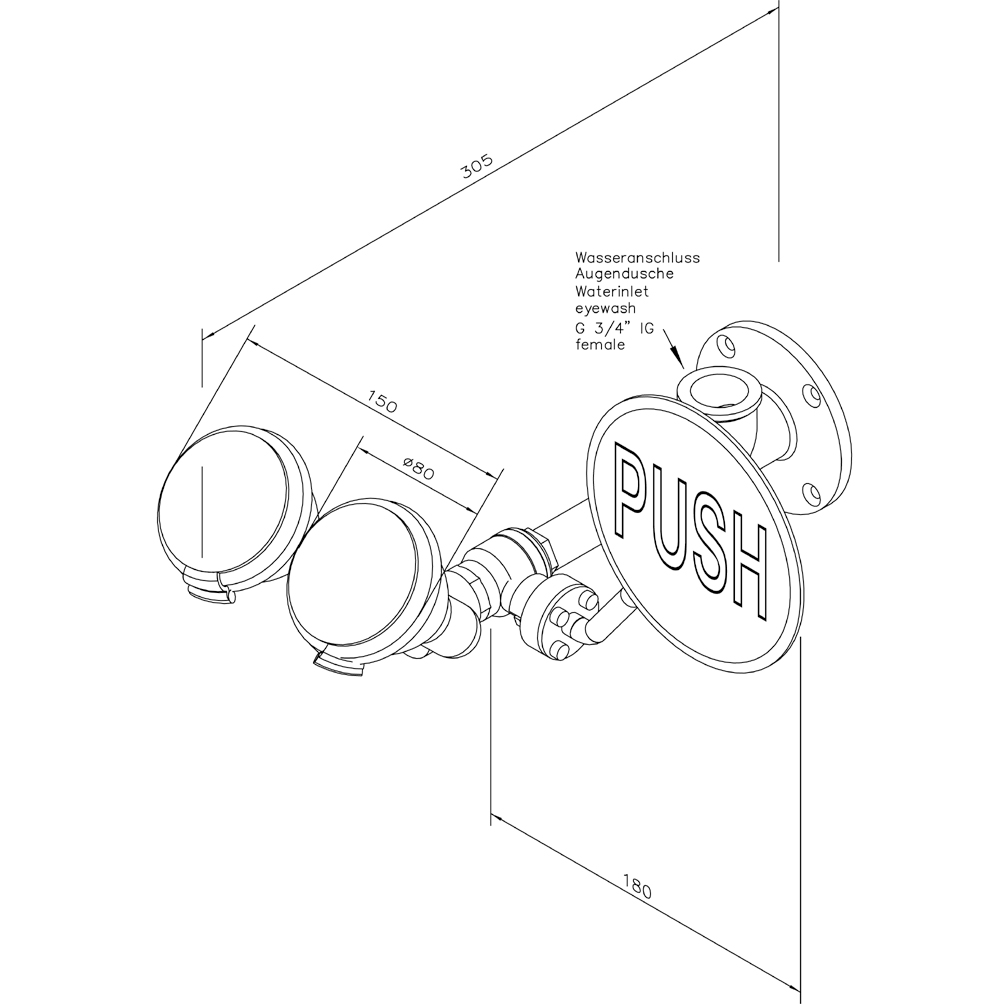 305
Wasseranschluss
Augendusche
Waterinlet
eyewash
G 3/4" IG
female
150
ø80
PUSH
180